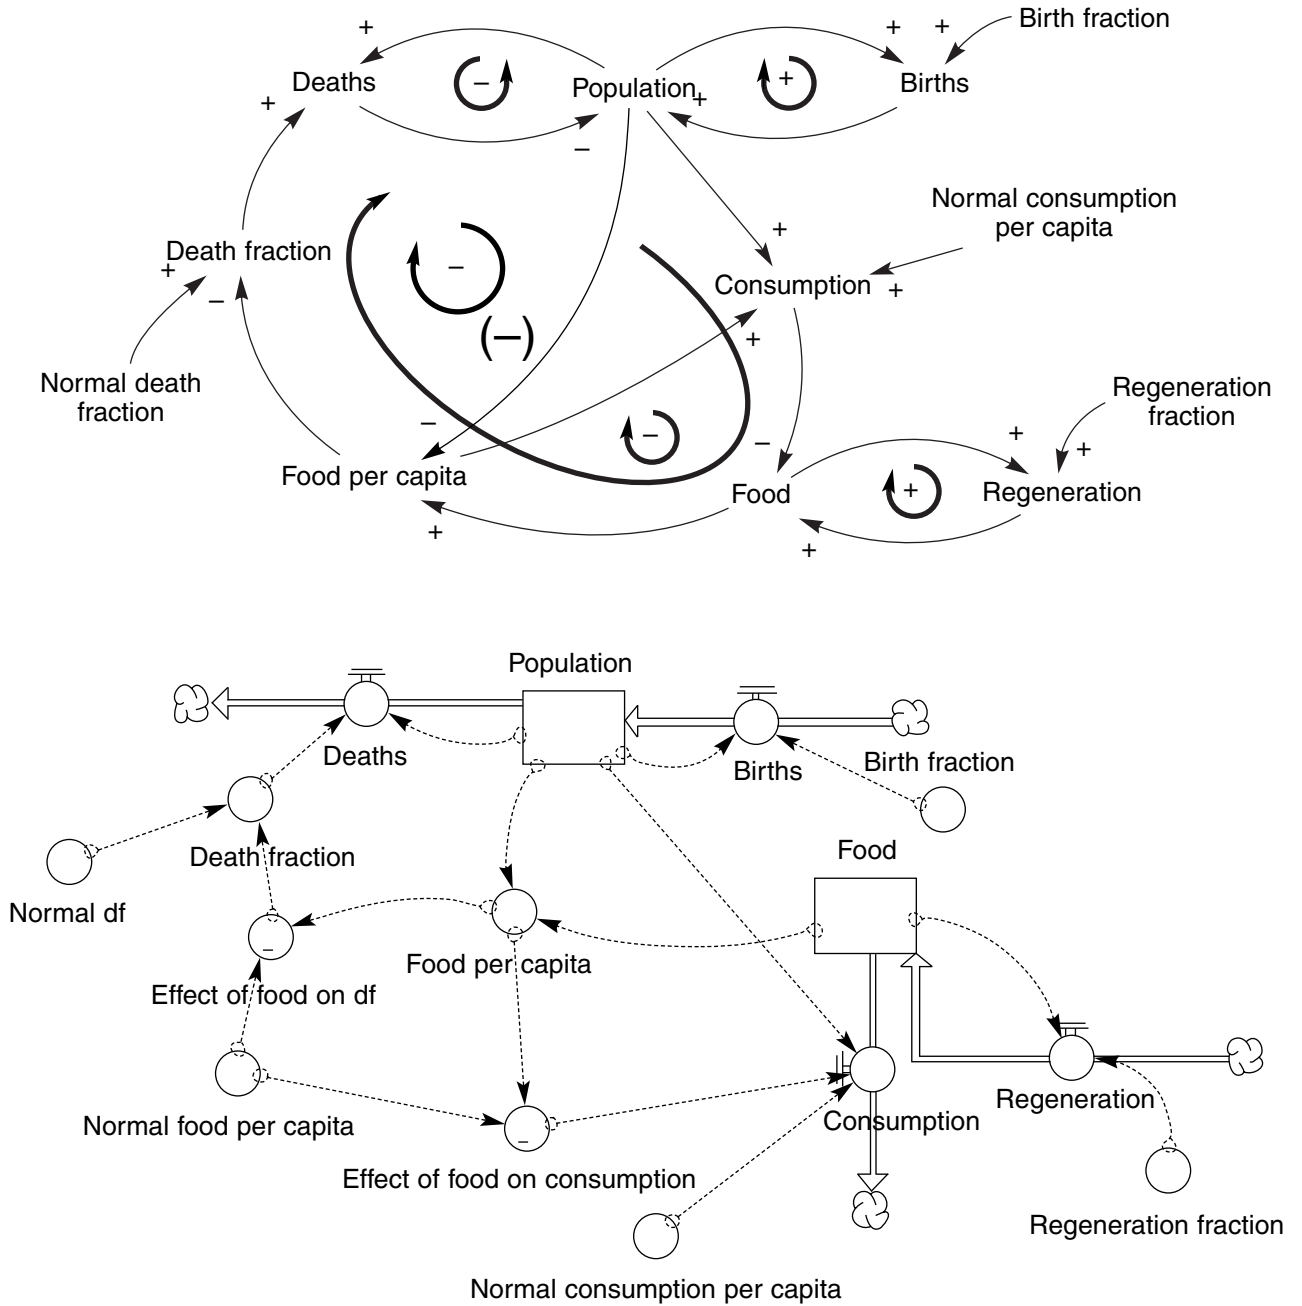 Birth fraction
+
+
+
Deaths
−
Population
+
+
Births
+
−
Normal consumption
per capita
+
Death fraction
+
−
−
Consumption
+
(−)
+
Normal death
fraction
Regeneration
fraction
−
−
−
+
+
Food per capita
Food
+
Regeneration
+
+
Population
Deaths
Births
Birth fraction
Death fraction
Food
Normal df
−
Food per capita
Effect of food on df
Normal food per capita
−
Consumption
Regeneration
Effect of food on consumption
Regeneration fraction
Normal consumption per capita